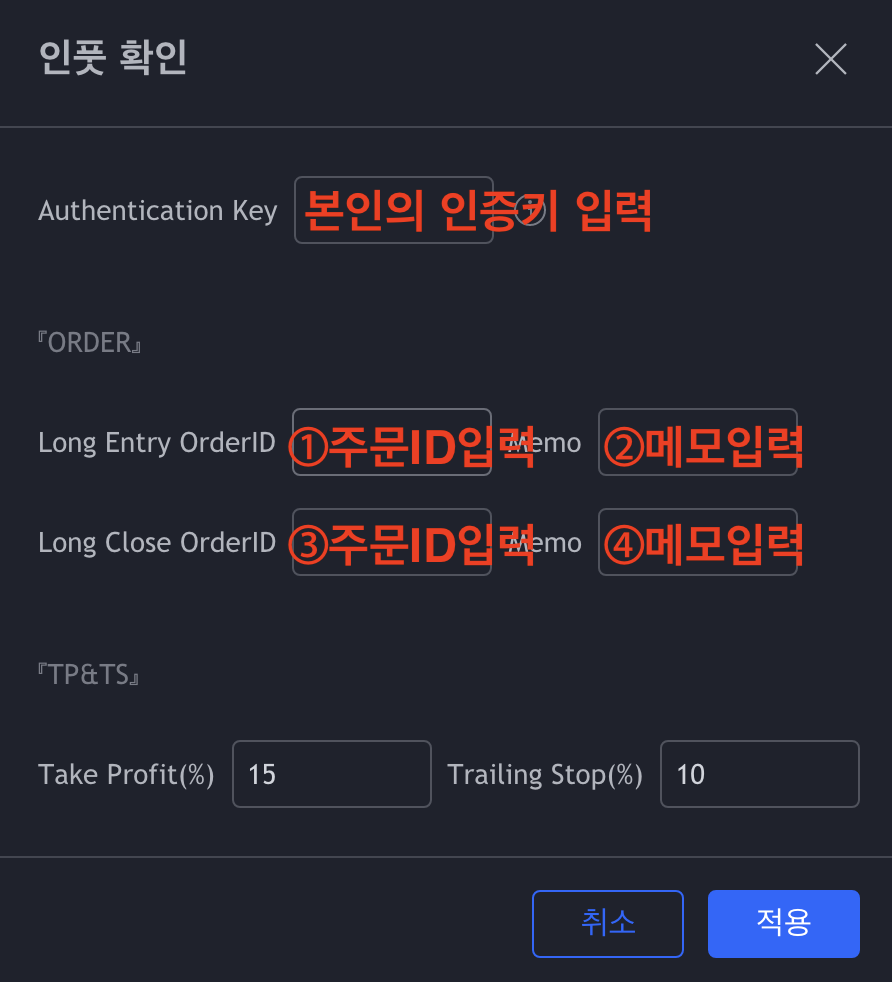 인풋 확인
Authentication Key 본인의 인증키 입력
『ORDER』
Long Entry OrderID ①주문ID입력 Memo ②메모입력
Long Close OrderID ③주문ID입력 Memo ④메모입력
『TP&TS』
Take Profit(%) 15 Trailing Stop(%) 10
취소 적용